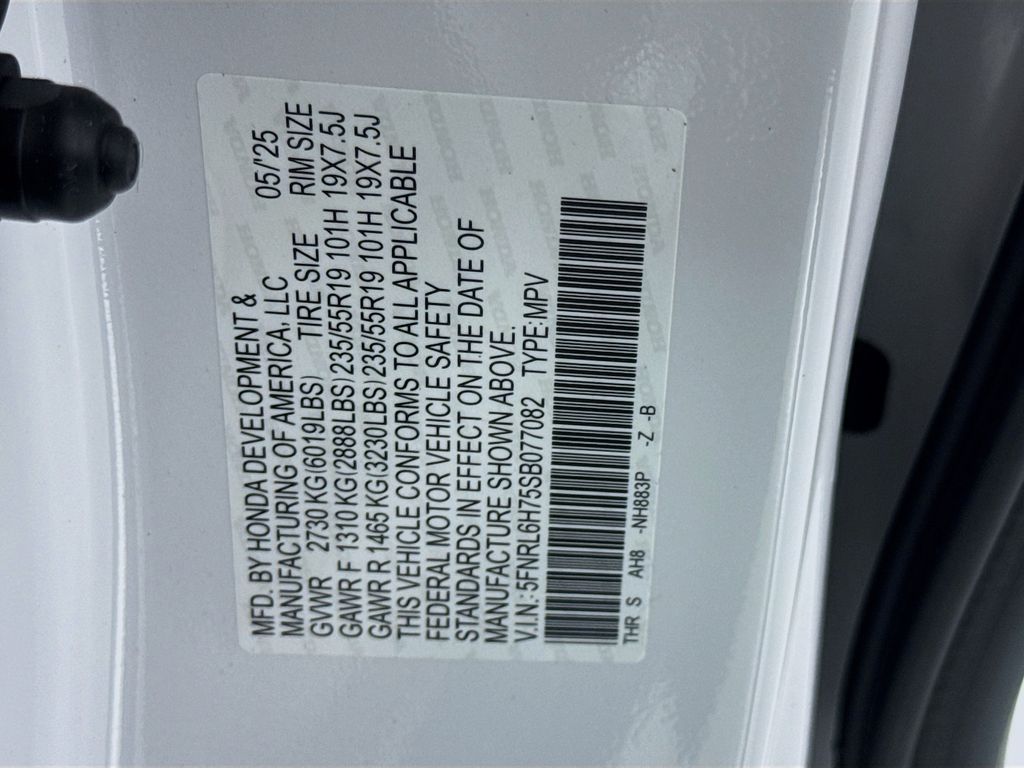 MFD. BY HONDA DEVELOPMENT & 05/'25
MANUFACTURING OF AMERICA, LLC
GVWR 2730 KG(6019LBS) TIRE SIZE RIM SIZE
GAWR F 1310 KG(2888LBS) 235/55R19 101H 19X7.5J
GAWR R 1465 KG(3230LBS) 235/55R19 101H 19X7.5J
THIS VEHICLE CONFORMS TO ALL APPLICABLE
FEDERAL MOTOR VEHICLE SAFETY
STANDARDS IN EFFECT ON THE DATE OF
MANUFACTURE SHOWN ABOVE.
V.I.N.: 5FNRL6H75SB077082 TYPE:MPV
THR S AH8 -NH883P -Z -B